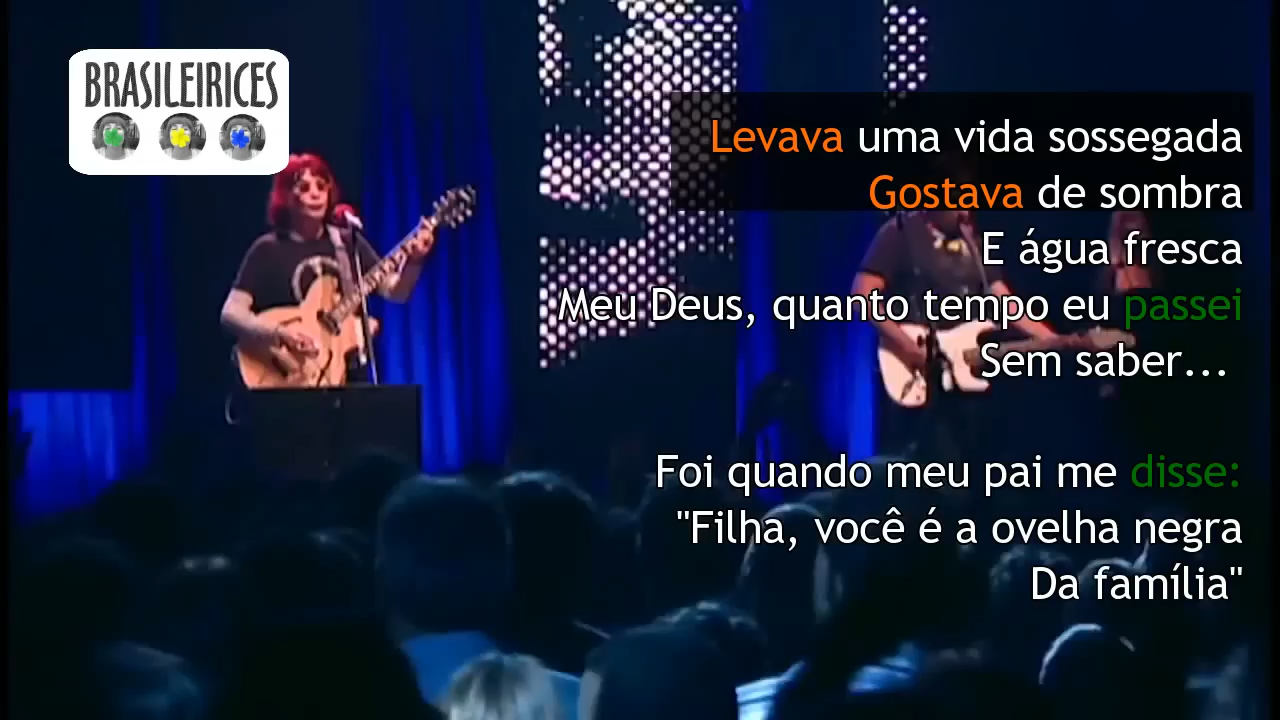 BRASILEIRICES
Levava uma vida sossegada
Gostava de sombra
E água fresca
Meu Deus, quanto tempo eu passei
Sem saber...
Foi quando meu pai me disse:
"Filha, você é a ovelha negra
Da família"